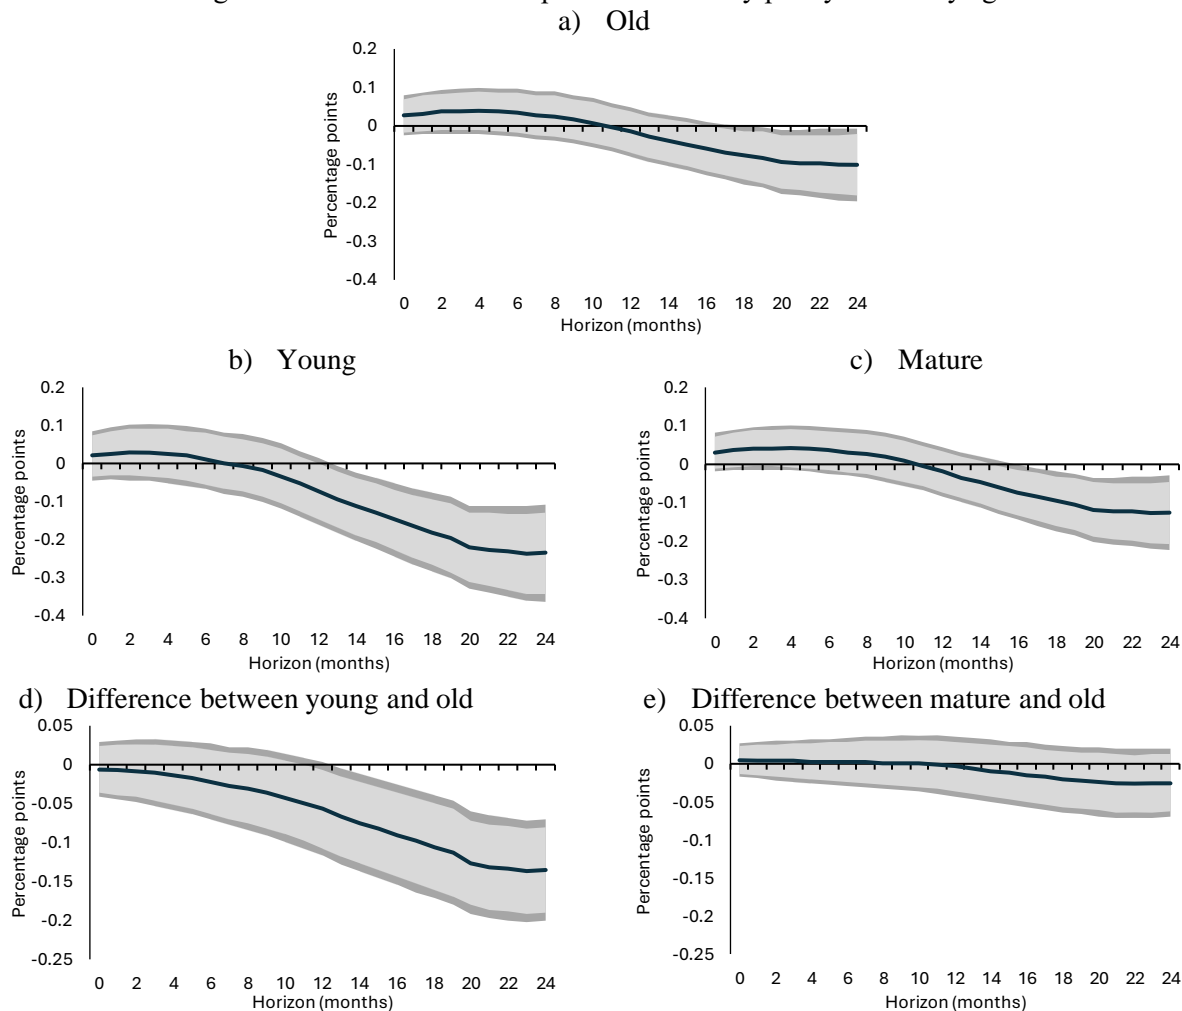 a) Old
0.2
0.1
0
-0.1
-0.2
-0.3
-0.4
Percentage points
0 2 4 6 8 10 12 14 16 18 20 22 24
Horizon (months)
b) Young
0.2
0.1
0
-0.1
-0.2
-0.3
-0.4
Percentage points
0 2 4 6 8 10 12 14 16 18 20 22 24
Horizon (months)
c) Mature
0.2
0.1
0
-0.1
-0.2
-0.3
-0.4
Percentage points
0 2 4 6 8 10 12 14 16 18 20 22 24
Horizon (months)
d) Difference between young and old
0.05
0
-0.05
-0.1
-0.15
-0.2
-0.25
Percentage points
0 2 4 6 8 10 12 14 16 18 20 22 24
Horizon (months)
e) Difference between mature and old
0.05
0
-0.05
-0.1
-0.15
-0.2
-0.25
Percentage points
0 2 4 6 8 10 12 14 16 18 20 22 24
Horizon (months)